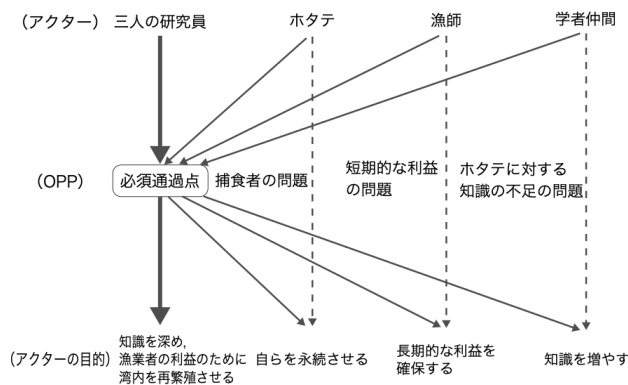 （アクター） 三人の研究員 ホタテ 漁師 学者仲間
（OPP） 必須通過点 捕食者の問題 短期的な利益の問題 ホタテに対する知識の不足の問題
（アクターの目的） 知識を深め,
漁業者の利益のために
湾内を再繁殖させる
自らを永続させる
長期的な利益を
確保する
知識を増やす